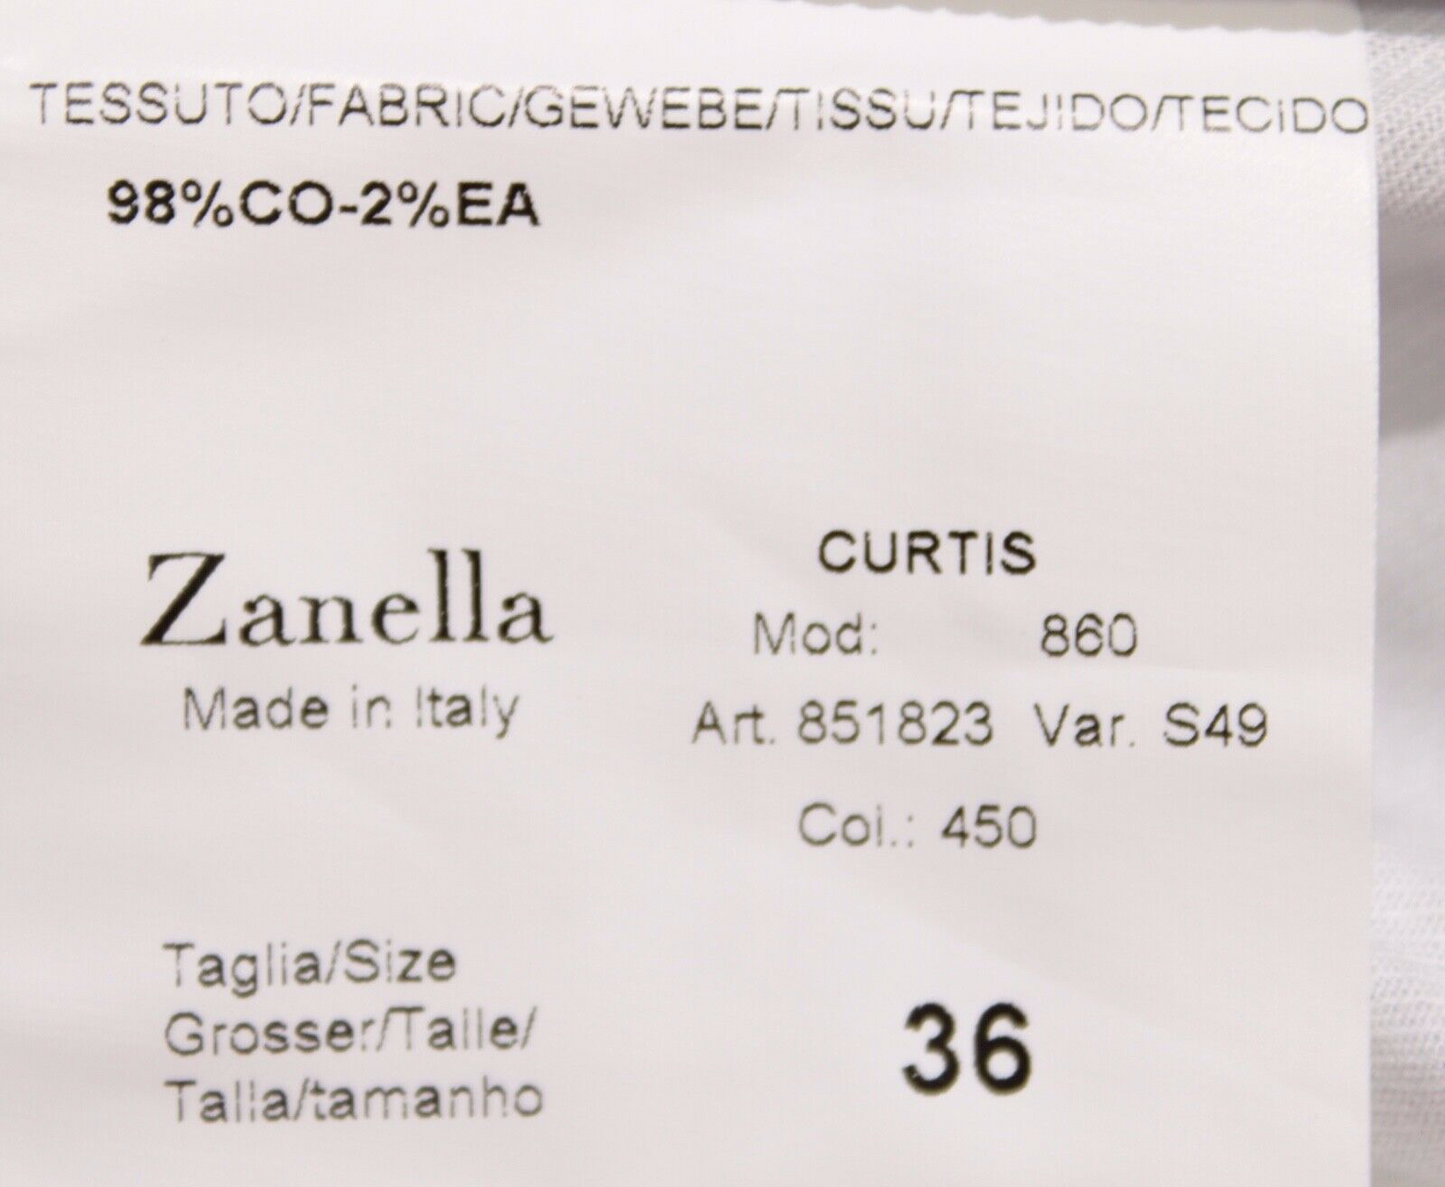 TESSUTO/FABRIC/GEWEBE/TISSU/TEJIDO/TECIDO
98%CO-2%EA
Zanella
Made in Italy
CURTIS
Mod: 860
Art. 851823 Var. S49
Col.: 450
Taglia/Size
Grosser/Taille/
Talla/tamanho
36